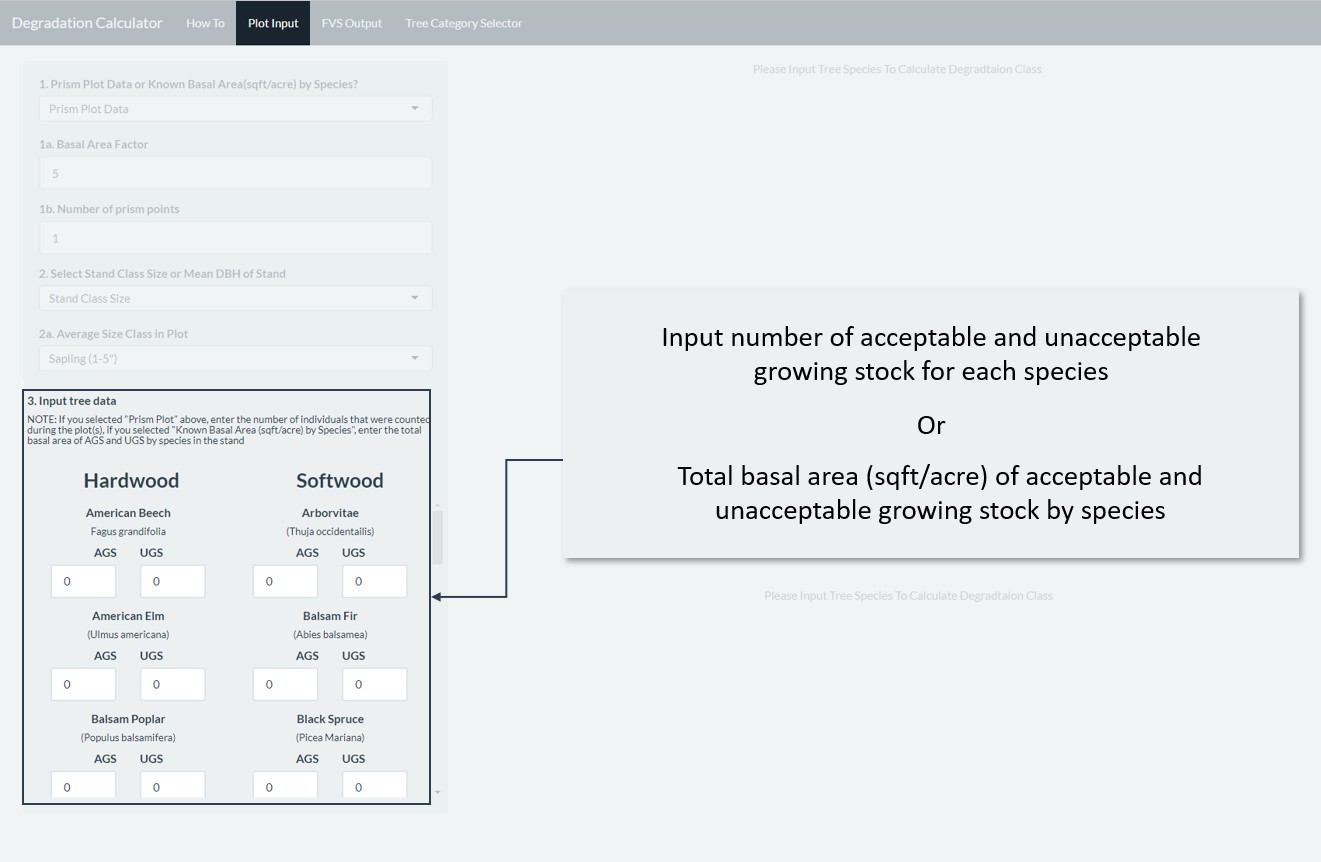 Degradation Calculator How To Plot Input FVS Output Tree Category Selector
1. Prism Plot Data or Known Basal Area(sqft/acre) by Species?
Prism Plot Data
1a. Basal Area Factor
5
1b. Number of prism points
1
2. Select Stand Class Size or Mean DBH of Stand
Stand Class Size
2a. Average Size Class in Plot
Sapling (1-5")
3. Input tree data
NOTE: If you selected "Prism Plot" above, enter the number of individuals that were counted
during the plot(s), if you selected "Known Basal Area (sqft/acre) by Species", enter the total
basal area of AGS and UGS by species in the stand
Hardwood Softwood
American Beech Arborvitae
Fagus grandifolia (Thuja occidentailis)
AGS UGS AGS UGS
0 0 0 0
American Elm Balsam Fir
(Ulmus americana) (Abies balsamea)
AGS UGS AGS UGS
0 0 0 0
Balsam Poplar Black Spruce
(Populus balsamifera) (Picea Mariana)
AGS UGS AGS UGS
0 0 0 0
Please Input Tree Species To Calculate Degradtaion Class
Input number of acceptable and unacceptable
growing stock for each species
Or
Total basal area (sqft/acre) of acceptable and
unacceptable growing stock by species
Please Input Tree Species To Calculate Degradtaion Class